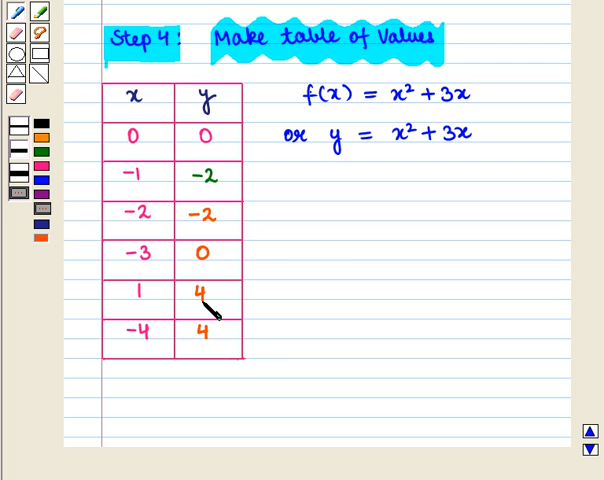 Step 4: Make table of Values
x y f(x) = x² + 3x
0 0 or y = x² + 3x
-1 -2
-2 -2
-3 0
1 4
-4 4